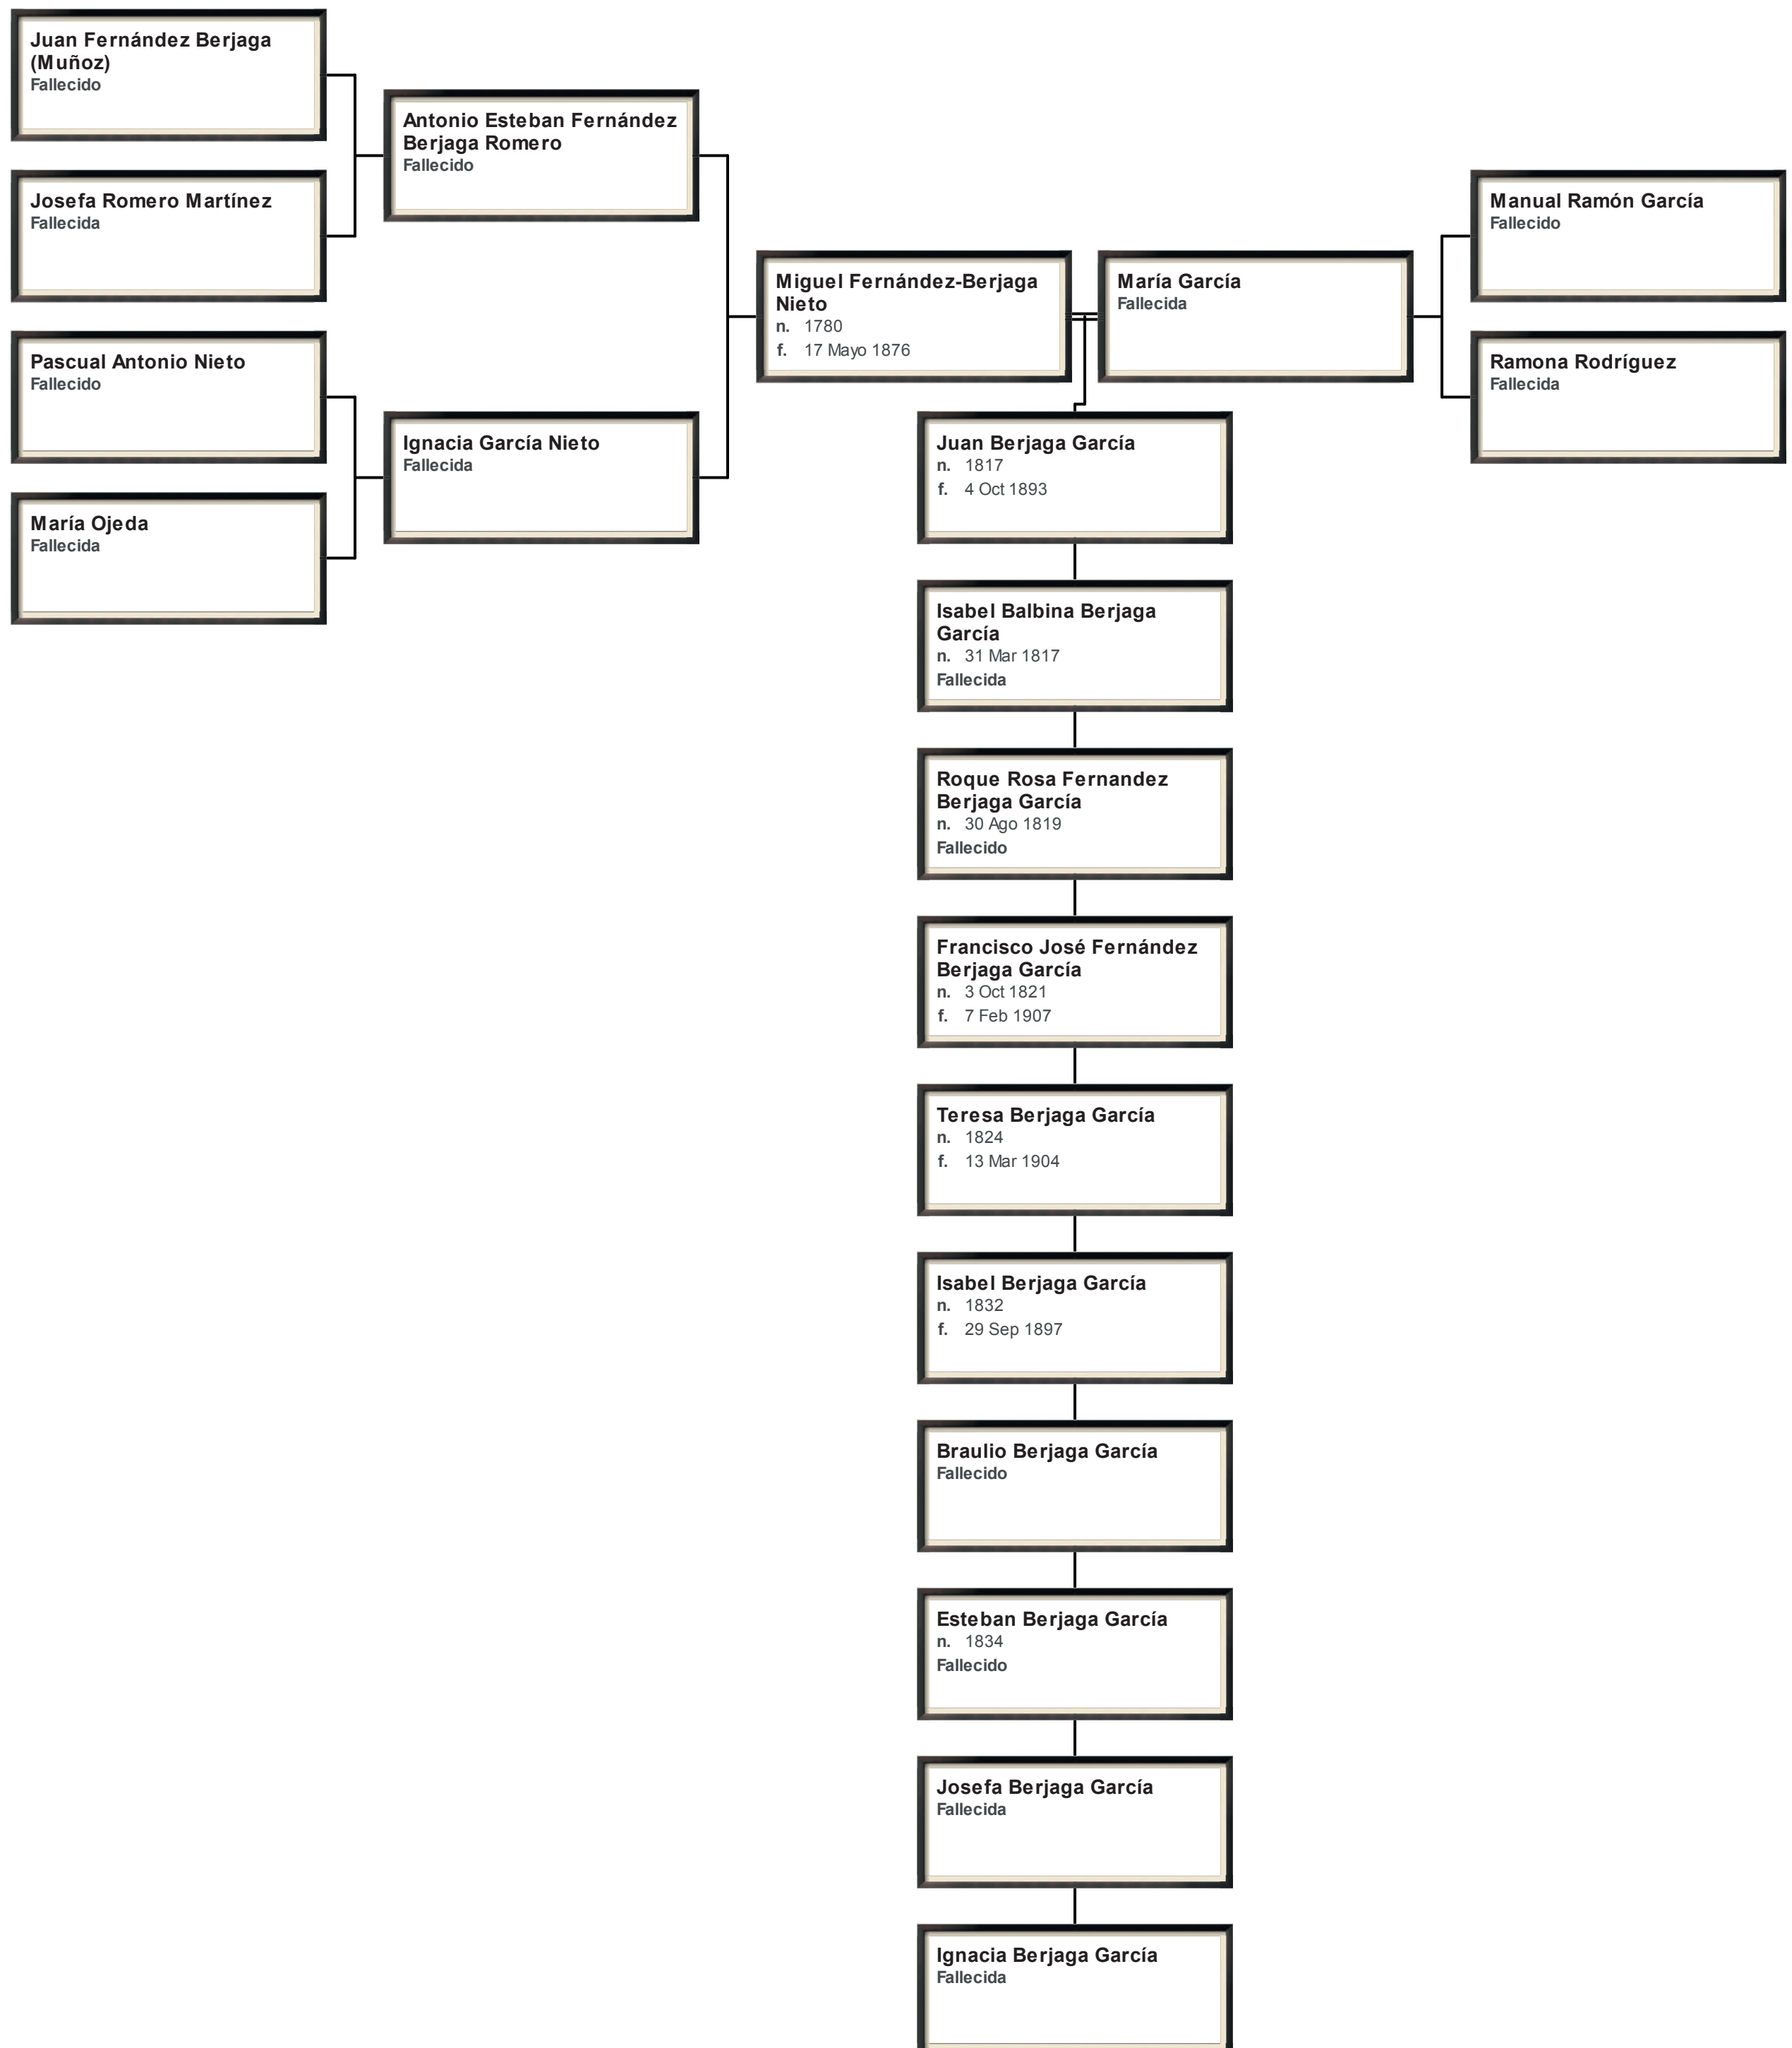 Juan Fernández Berjaga
(Muñoz)
Fallecido
Josefa Romero Martínez
Fallecida
Pascual Antonio Nieto
Fallecido
María Ojeda
Fallecida
Antonio Esteban Fernández
Berjaga Romero
Fallecido
Ignacia García Nieto
Fallecida
Miguel Fernández-Berjaga
Nieto
n. 1780
f. 17 Mayo 1876
María García
Fallecida
Manual Ramón García
Fallecido
Ramona Rodríguez
Fallecida
Juan Berjaga García
n. 1817
f. 4 Oct 1893
Isabel Balbina Berjaga
García
n. 31 Mar 1817
Fallecida
Roque Rosa Fernandez
Berjaga García
n. 30 Ago 1819
Fallecido
Francisco José Fernández
Berjaga García
n. 3 Oct 1821
f. 7 Feb 1907
Teresa Berjaga García
n. 1824
f. 13 Mar 1904
Isabel Berjaga García
n. 1832
f. 29 Sep 1897
Braulio Berjaga García
Fallecido
Esteban Berjaga García
n. 1834
Fallecido
Josefa Berjaga García
Fallecida
Ignacia Berjaga García
Fallecida